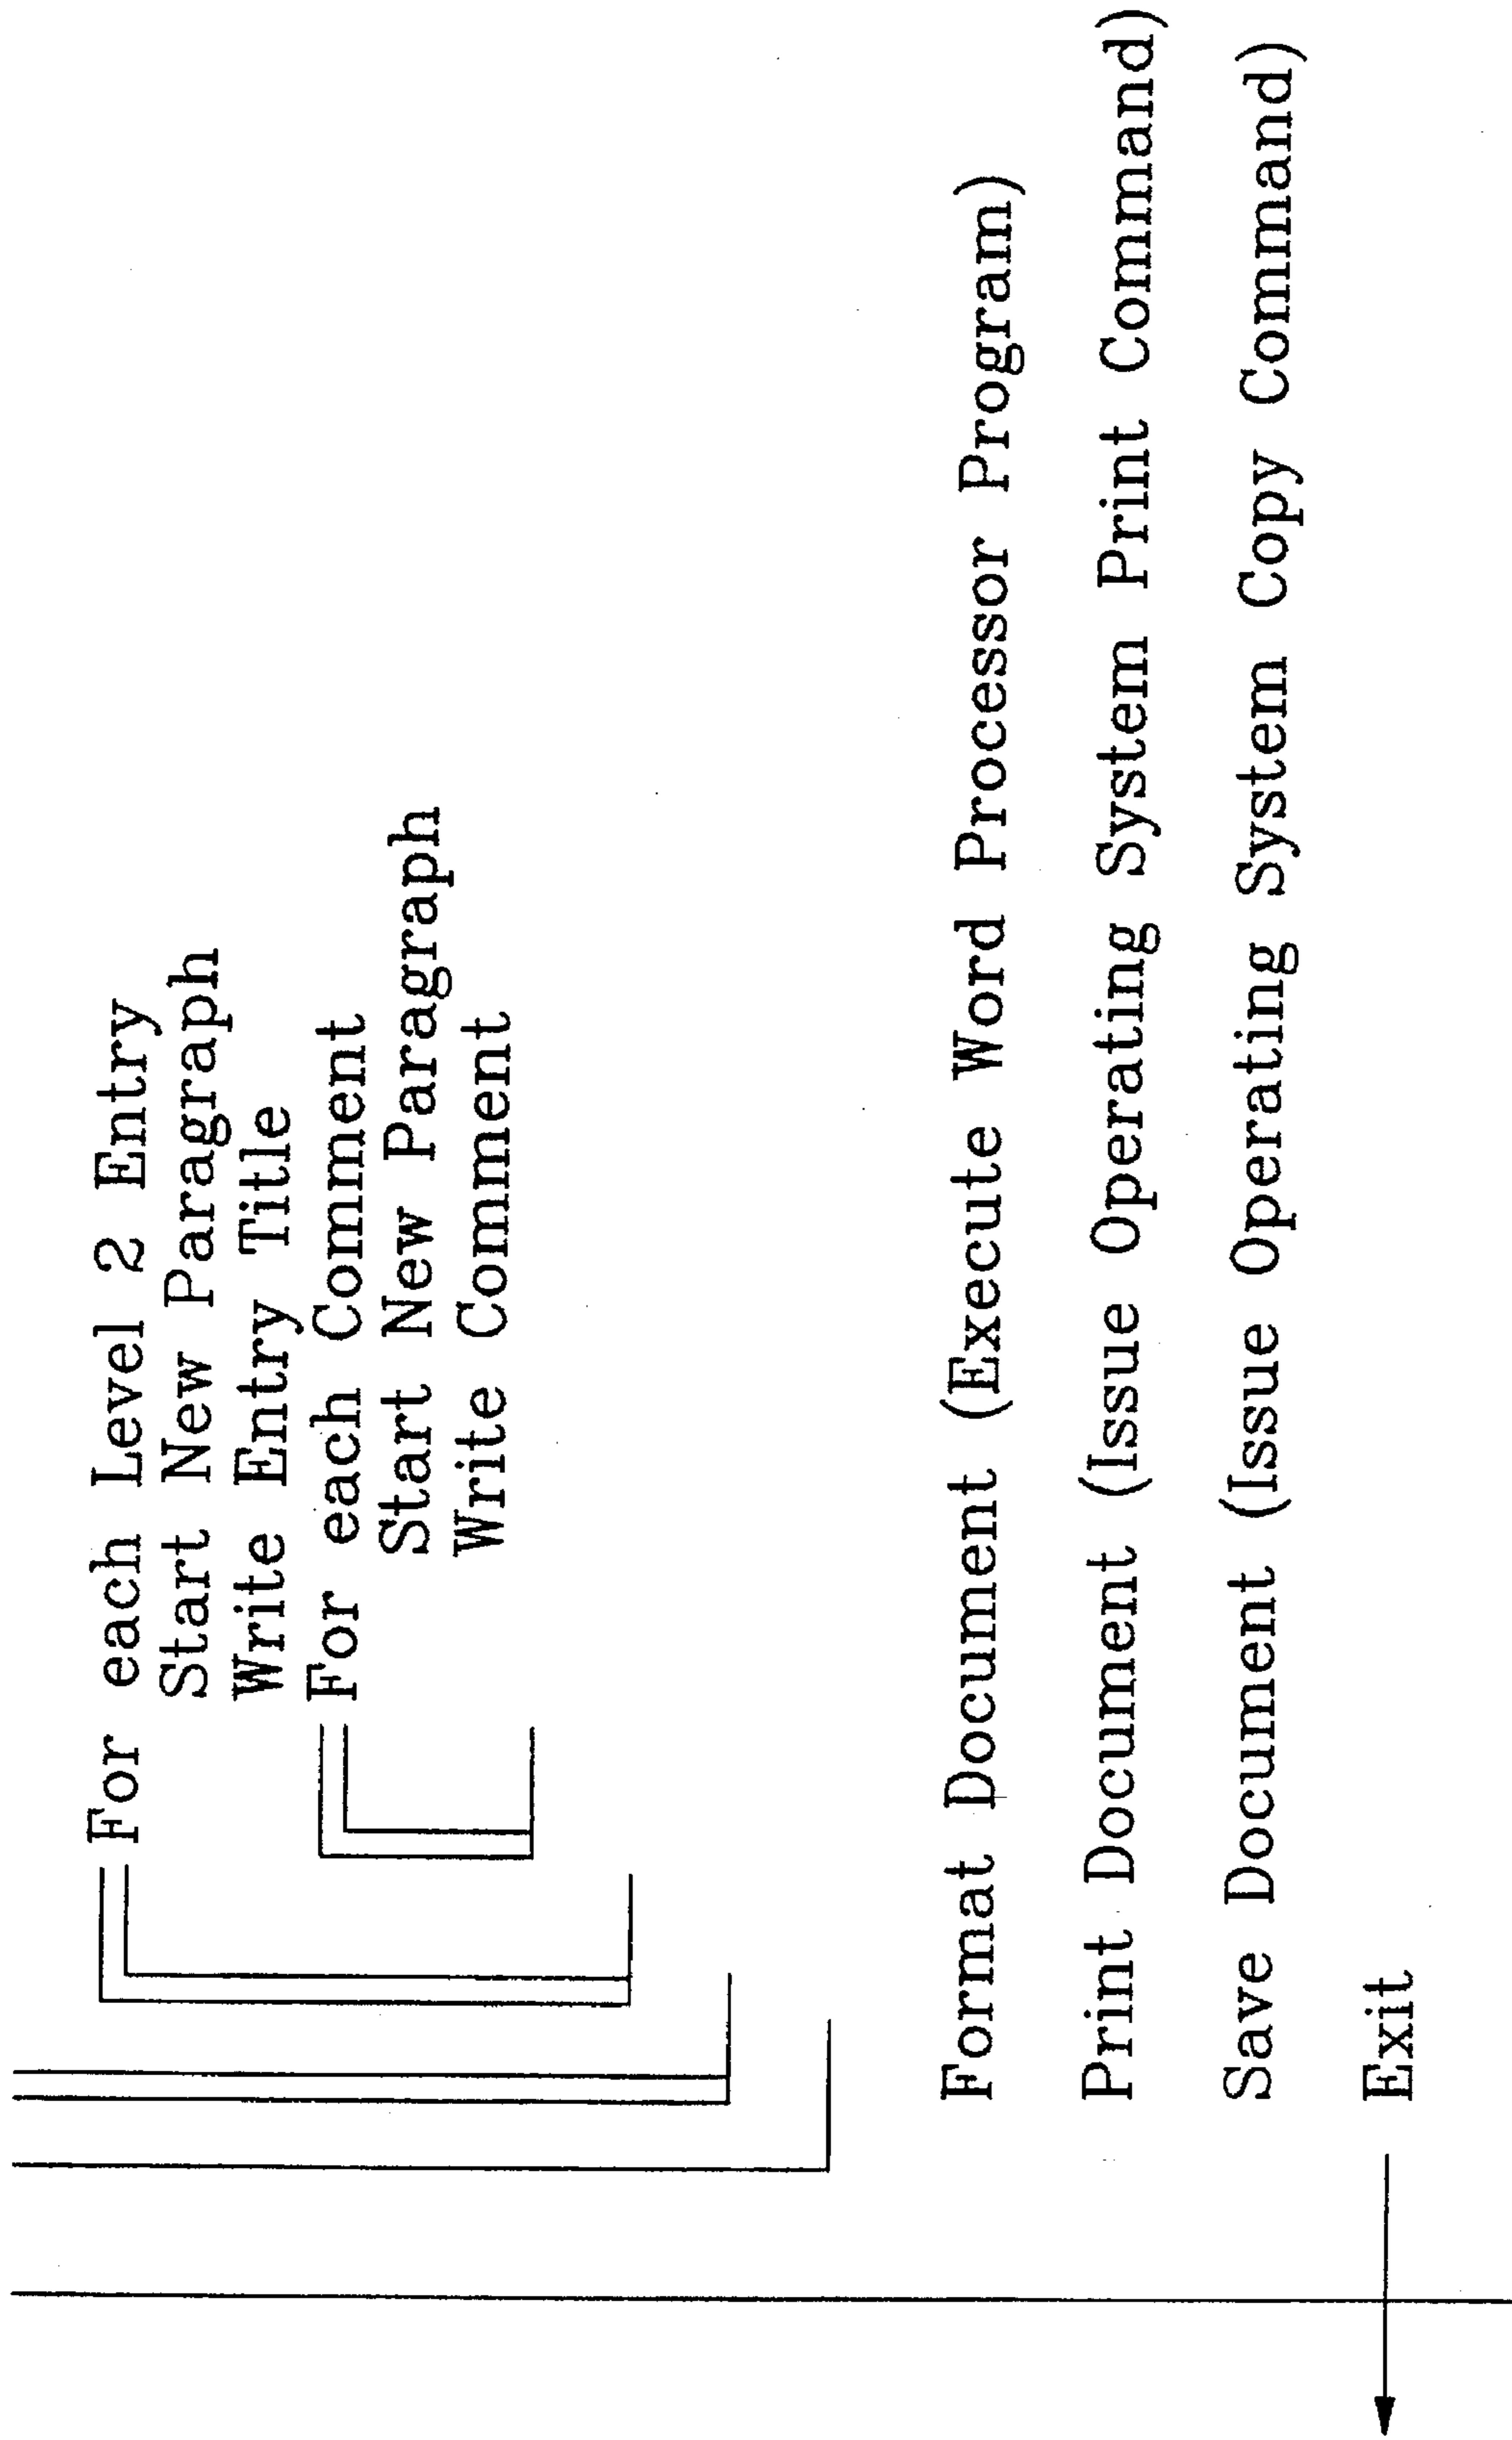 For each Level 2 Entry
Start New Paragraph
Write Entry Title
For each Comment
Start New Paragraph
Write Comment
Format Document (Execute Word Processor Program)
Print Document (Issue Operating System Print Command)
Save Document (Issue Operating System Copy Command)
Exit